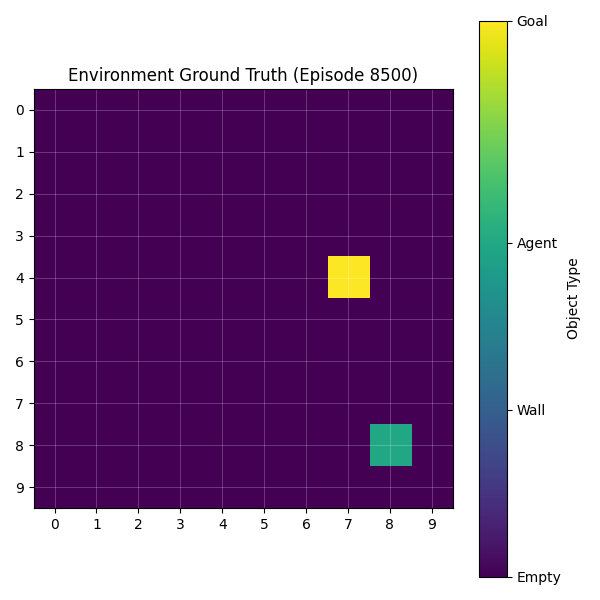 Environment Ground Truth (Episode 8500)
0
1
2
3
4
5
6
7
8
9
0 1 2 3 4 5 6 7 8 9
Goal
Agent
Wall
Empty
Object Type